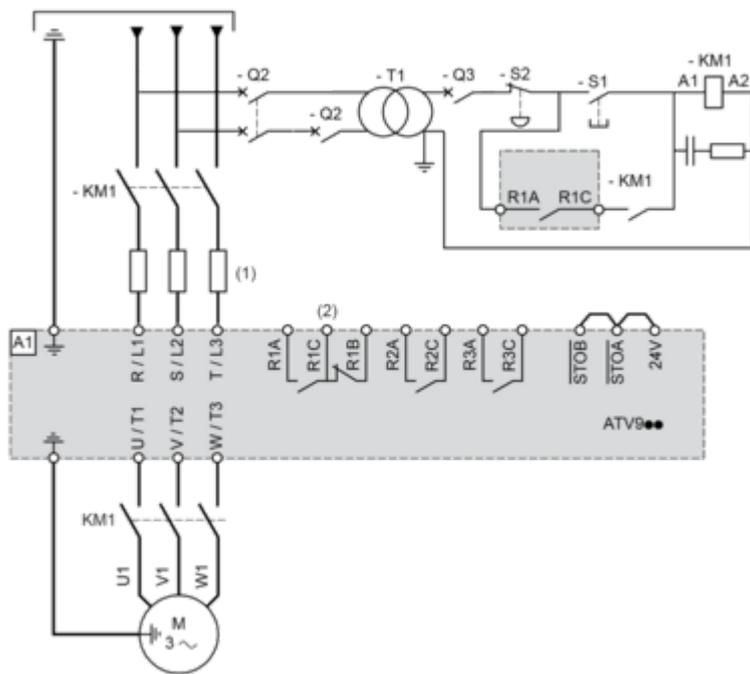 - Q2
- T1
- Q3
- S2
- S1
- KM1
A1
A2
- Q2
- KM1
R1A
R1C
- KM1
(1)
(2)
A1
R / L1
S / L2
T / L3
R1A
R1C
R1B
R2A
R2C
R3A
R3C
STOB
STOA
24V
U / T1
V / T2
W / T3
ATV9●●
KM1
U1
V1
W1
M
3 ~